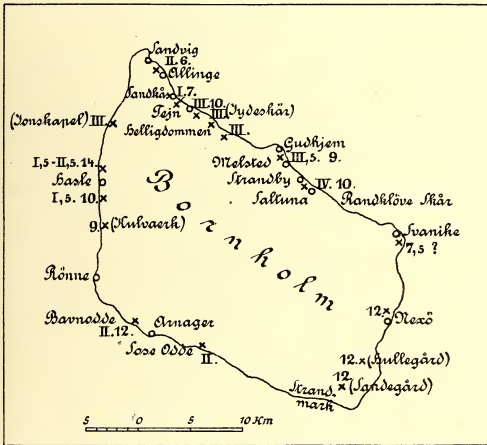 Sandvig
II.6.
Allinge
Sandkås I.7.
Tejn III.10.
(Jonskapel) III. III. (Jydeskär)
Helligdommen III.
Gudhjem
I,5-II,5.14. Melsted III,5. 9.
Hasle Strandby
I,5. 10. Saltuna IV. 10.
Randklöve Skår
9. (Kulvaerk) Svanike
7,5 ?
Bornholm
Rönne
12.
Nexö
Bavnodde Arnager
II.12.
Sose Odde II.
12. (Hullegård)
12.
Strand (Sandegård)
mark
5 0 5 10 Km